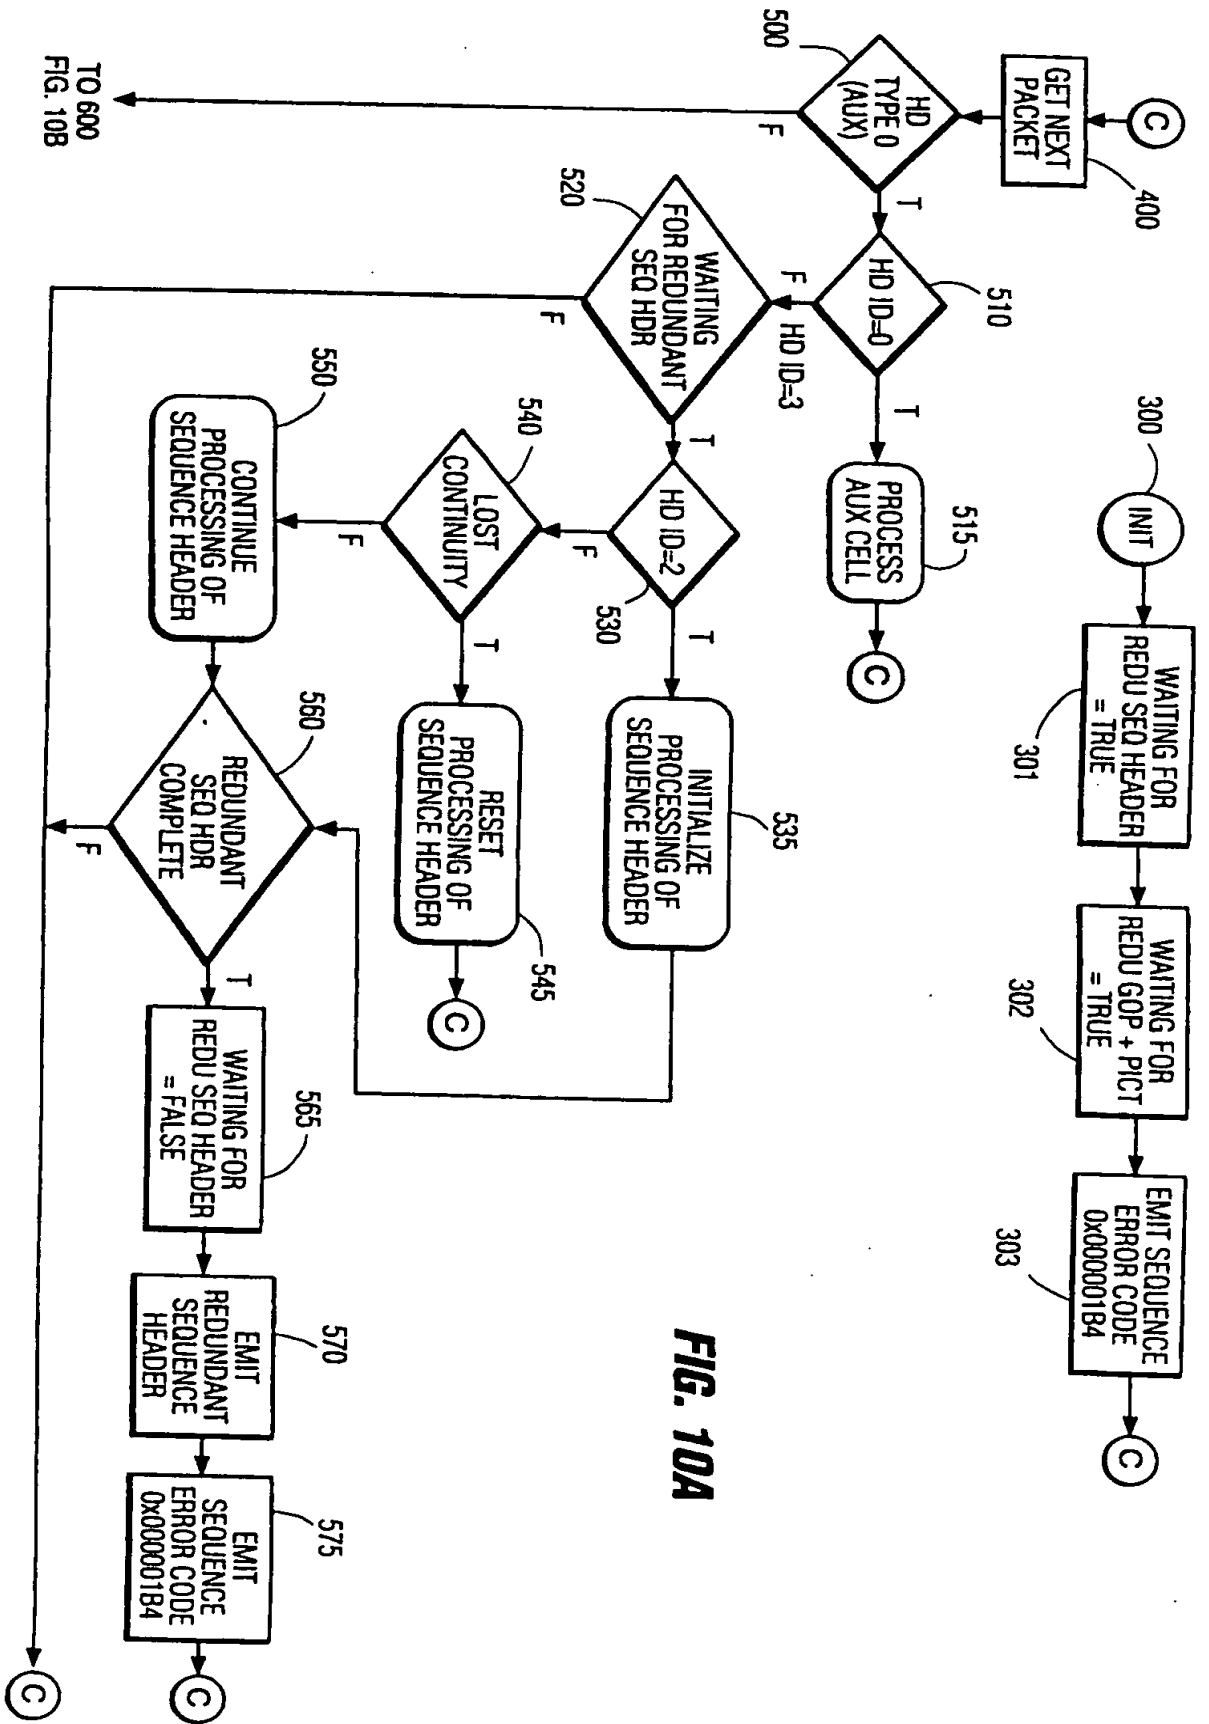 300
INIT
WAITING FOR
REDU SEQ HEADER
= TRUE
301
WAITING FOR
REDU GOP + PICT
= TRUE
302
EMIT SEQUENCE
ERROR CODE
0x000001B4
303
C
C
GET NEXT
PACKET
400
HD
TYPE 0
(AUX)
500
T
F
TO 600
FIG. 10B
HD ID=0
510
T
F
HD ID=3
PROCESS
AUX CELL
515
C
WAITING
FOR REDUNDANT
SEQ HDR
520
T
F
HD ID=2
530
T
F
INITIALIZE
PROCESSING OF
SEQUENCE HEADER
535
LOST
CONTINUITY
540
T
F
RESET
PROCESSING OF
SEQUENCE HEADER
545
C
CONTINUE
PROCESSING OF
SEQUENCE HEADER
550
REDUNDANT
SEQ HDR
COMPLETE
560
T
F
WAITING FOR
REDU SEQ HEADER
= FALSE
565
EMIT
REDUNDANT
SEQUENCE
HEADER
570
EMIT
SEQUENCE
ERROR CODE
0x000001B4
575
C
C
FIG. 10A